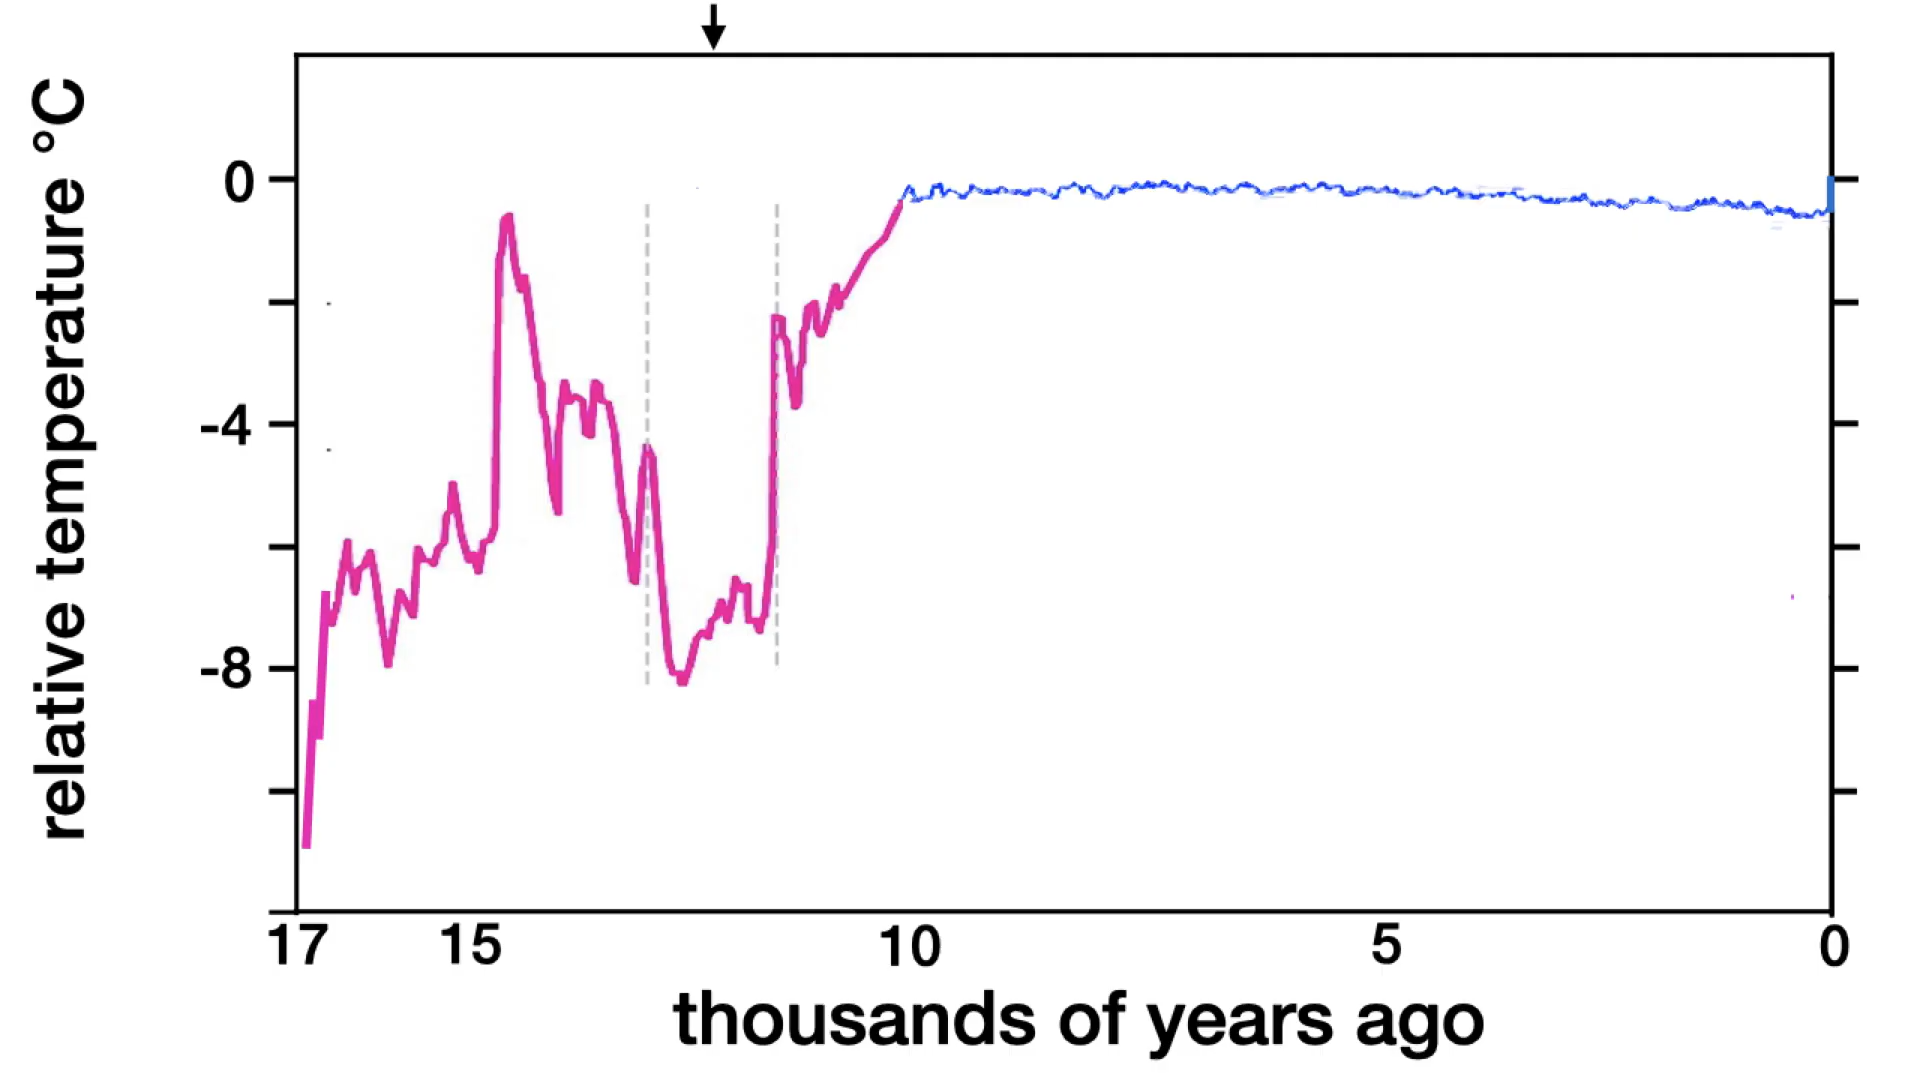 relative temperature °C
0
-4
-8
17 15 10 5 0
thousands of years ago